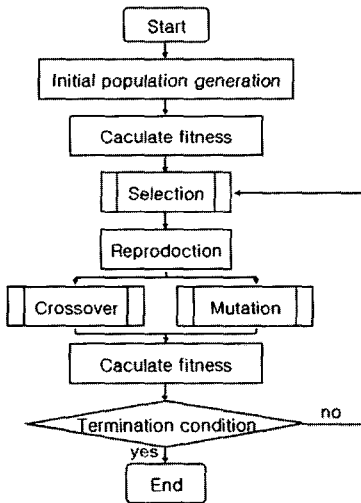 Start
Initial population generation
Caculate fitness
Selection
Reprodoction
Crossover
Mutation
Caculate fitness
Termination condition
no
yes
End